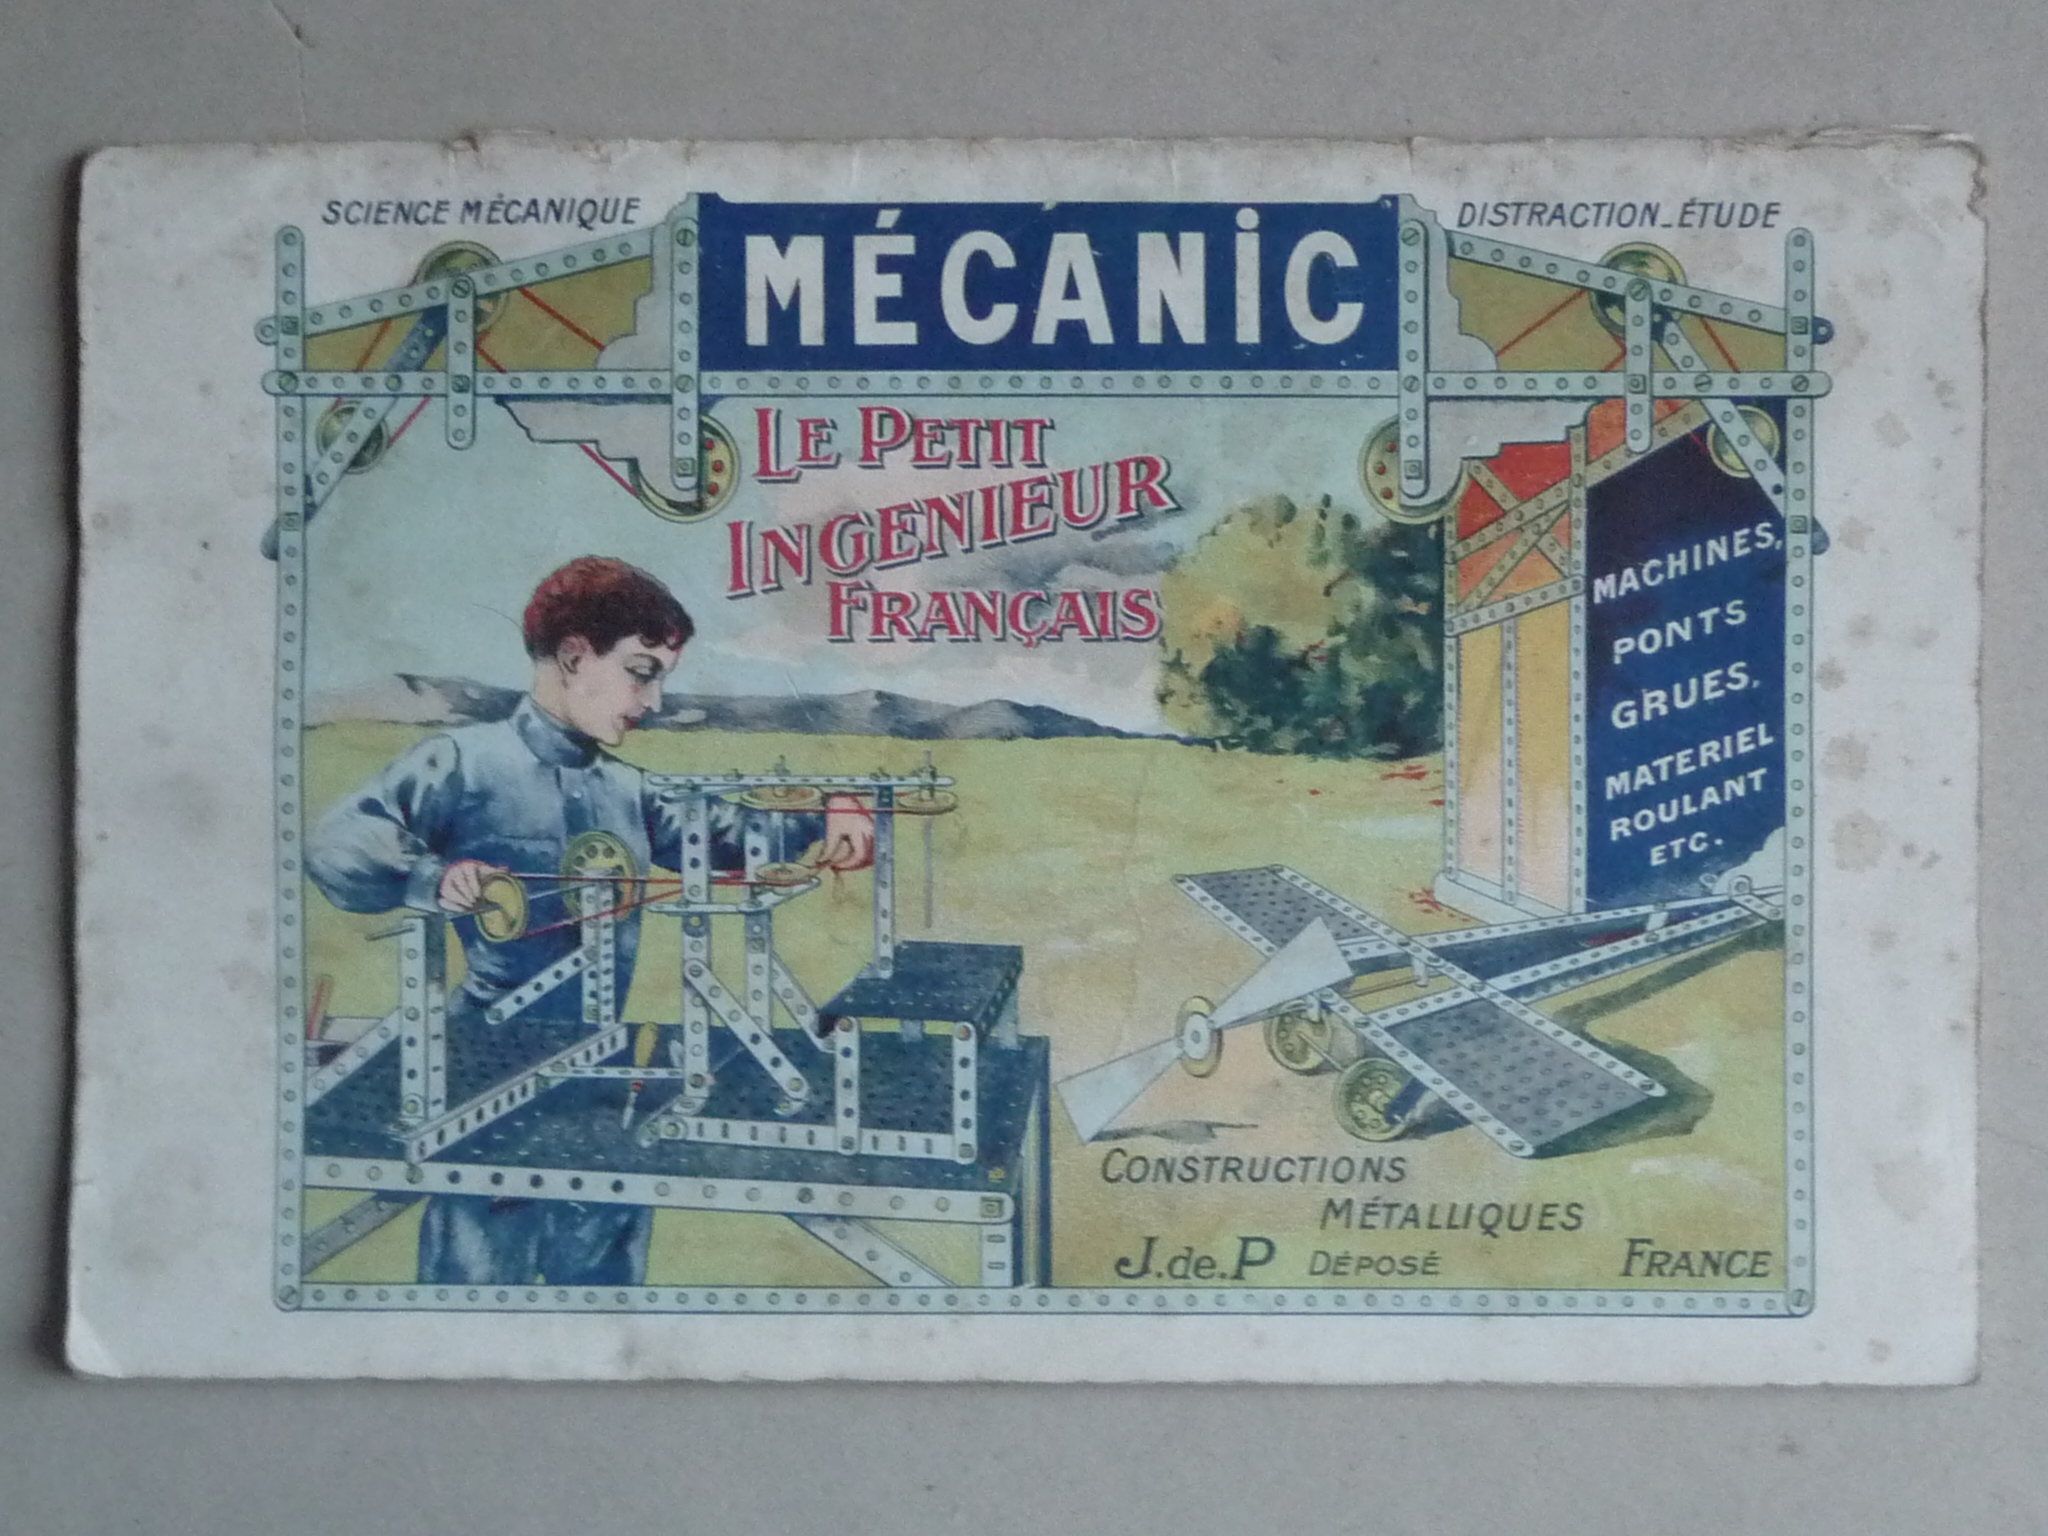 SCIENCE MÉCANIQUE
MÉCANIC
DISTRACTION_ÉTUDE
LE PETIT
INGENIEUR
FRANÇAIS
MACHINES,
PONTS
GRUES,
MATERIEL
ROULANT
ETC.
CONSTRUCTIONS
MÉTALLIQUES
J.de.P DÉPOSÉ FRANCE